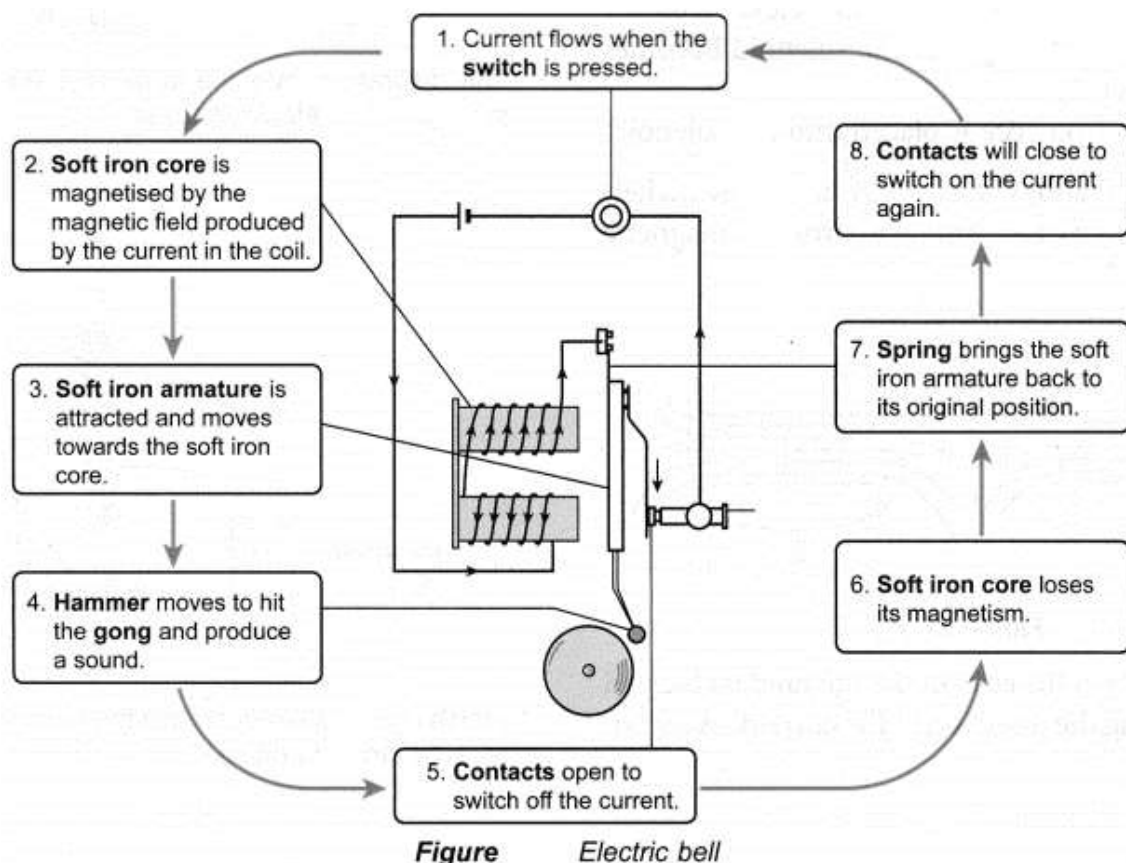 1. Current flows when the
switch is pressed.
2. Soft iron core is
magnetised by the
magnetic field produced
by the current in the coil.
3. Soft iron armature is
attracted and moves
towards the soft iron
core.
4. Hammer moves to hit
the gong and produce
a sound.
5. Contacts open to
switch off the current.
6. Soft iron core loses
its magnetism.
7. Spring brings the soft
iron armature back to
its original position.
8. Contacts will close to
switch on the current
again.
Figure Electric bell